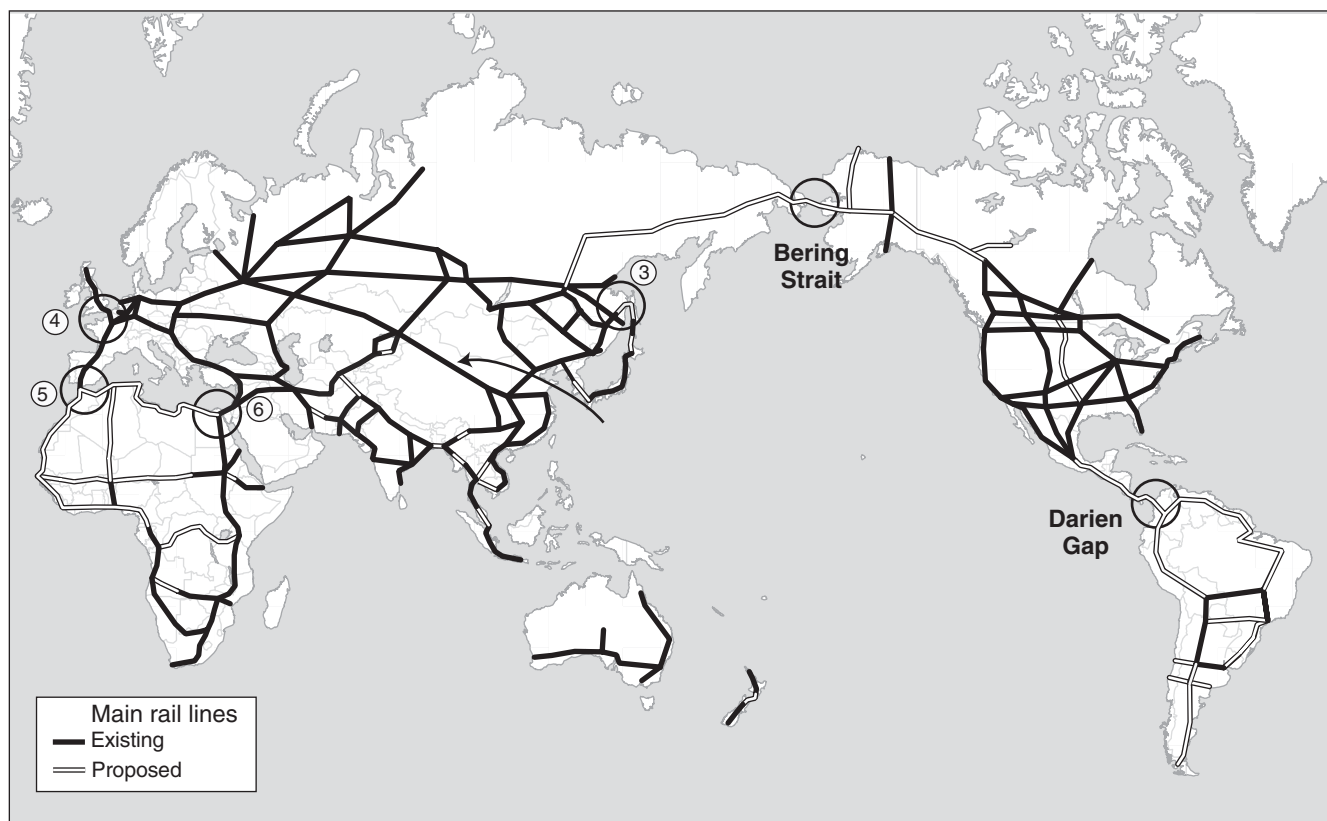 Bering
Strait
3
4
5
6
Darien
Gap
Main rail lines
Existing
Proposed